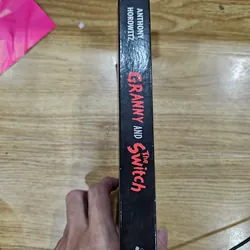 ANTHONY
HOROWITZ
GRANNY AND The Switch